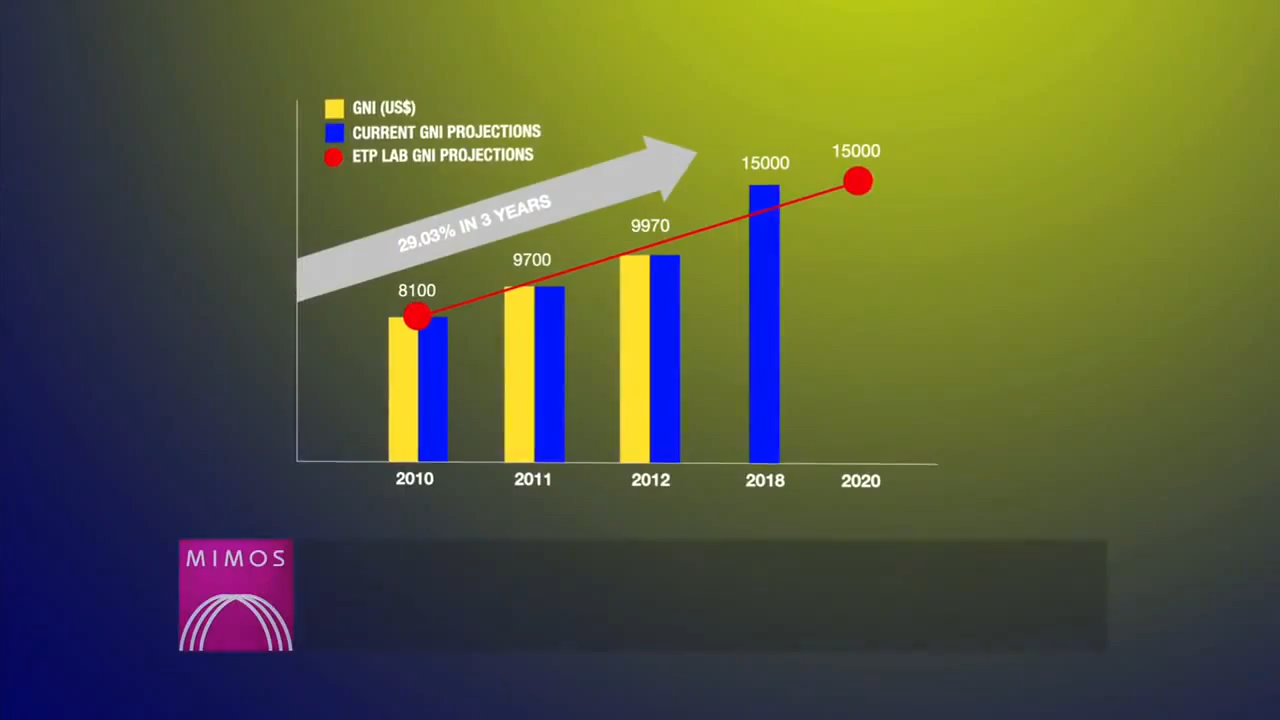 GNI (US$)
CURRENT GNI PROJECTIONS
ETP LAB GNI PROJECTIONS
29.03% IN 3 YEARS
8100
9700
9970
15000
15000
2010
2011
2012
2018
2020
MIMOS